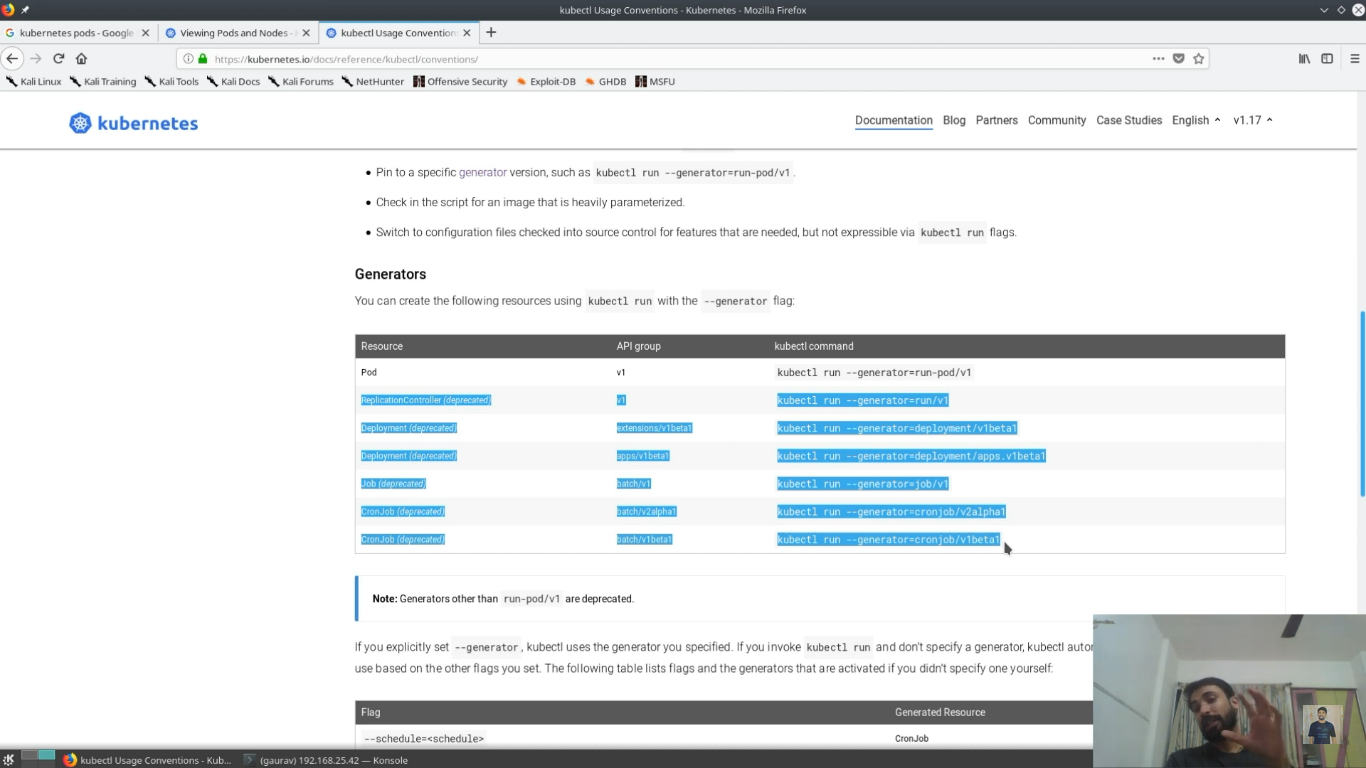 kubectl Usage Conventions - Kubernetes - Mozilla Firefox
kubernetes pods - Google
Viewing Pods and Nodes -
kubectl Usage Convention
https://kubernetes.io/docs/reference/kubectl/conventions/
Kali Linux
Kali Training
Kali Tools
Kali Docs
Kali Forums
NetHunter
Offensive Security
Exploit-DB
GHDB
MSFU
kubernetes
Documentation
Blog
Partners
Community
Case Studies
English
v1.17
Pin to a specific generator version, such as kubectl run --generator=run-pod/v1.
Check in the script for an image that is heavily parameterized.
Switch to configuration files checked into source control for features that are needed, but not expressible via kubectl run flags.
Generators
You can create the following resources using kubectl run with the --generator flag:
Resource API group kubectl command
Pod v1 kubectl run --generator=run-pod/v1
ReplicationController (deprecated) v1 kubectl run --generator=run/v1
Deployment (deprecated) extensions/v1beta1 kubectl run --generator=deployment/v1beta1
Deployment (deprecated) apps/v1beta1 kubectl run --generator=deployment/apps.v1beta1
Job (deprecated) batch/v1 kubectl run --generator=job/v1
CronJob (deprecated) batch/v2alpha1 kubectl run --generator=cronjob/v2alpha1
CronJob (deprecated) batch/v1beta1 kubectl run --generator=cronjob/v1beta1
Note: Generators other than run-pod/v1 are deprecated.
If you explicitly set --generator, kubectl uses the generator you specified. If you invoke kubectl run and don't specify a generator, kubectl autor
use based on the other flags you set. The following table lists flags and the generators that are activated if you didn't specify one yourself:
Flag Generated Resource
--schedule=<schedule> CronJob
kubectl Usage Conventions - Kub...
(gaurav) 192.168.25.42 — Konsole